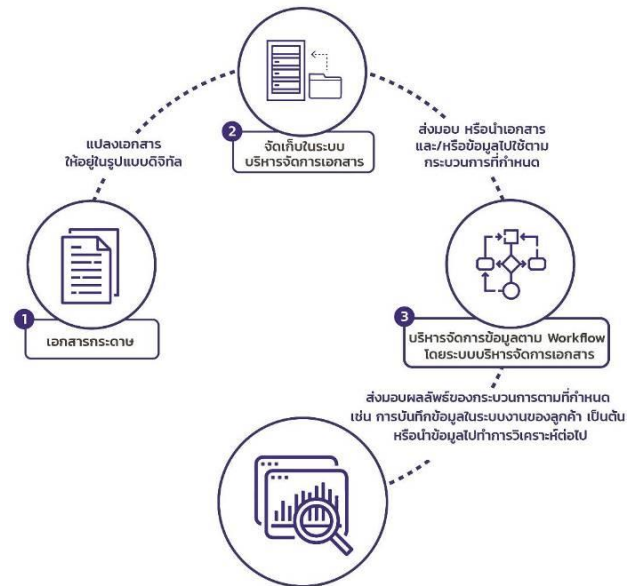 2
จัดเก็บในระบบ
บริหารจัดการเอกสาร
แปลงเอกสาร
ให้อยู่ในรูปแบบดิจิทัล
ส่งมอบ หรือนำเอกสาร
และ/หรือข้อมูลไปใช้ตาม
กระบวนการที่กำหนด
1
เอกสารกระดาษ
3
บริหารจัดการข้อมูลตาม Workflow
โดยระบบบริหารจัดการเอกสาร
ส่งมอบผลลัพธ์ของกระบวนการตามที่กำหนด
เช่น การบันทึกข้อมูลในระบบงานของลูกค้า เป็นต้น
หรือนำข้อมูลไปทำการวิเคราะห์ต่อไป